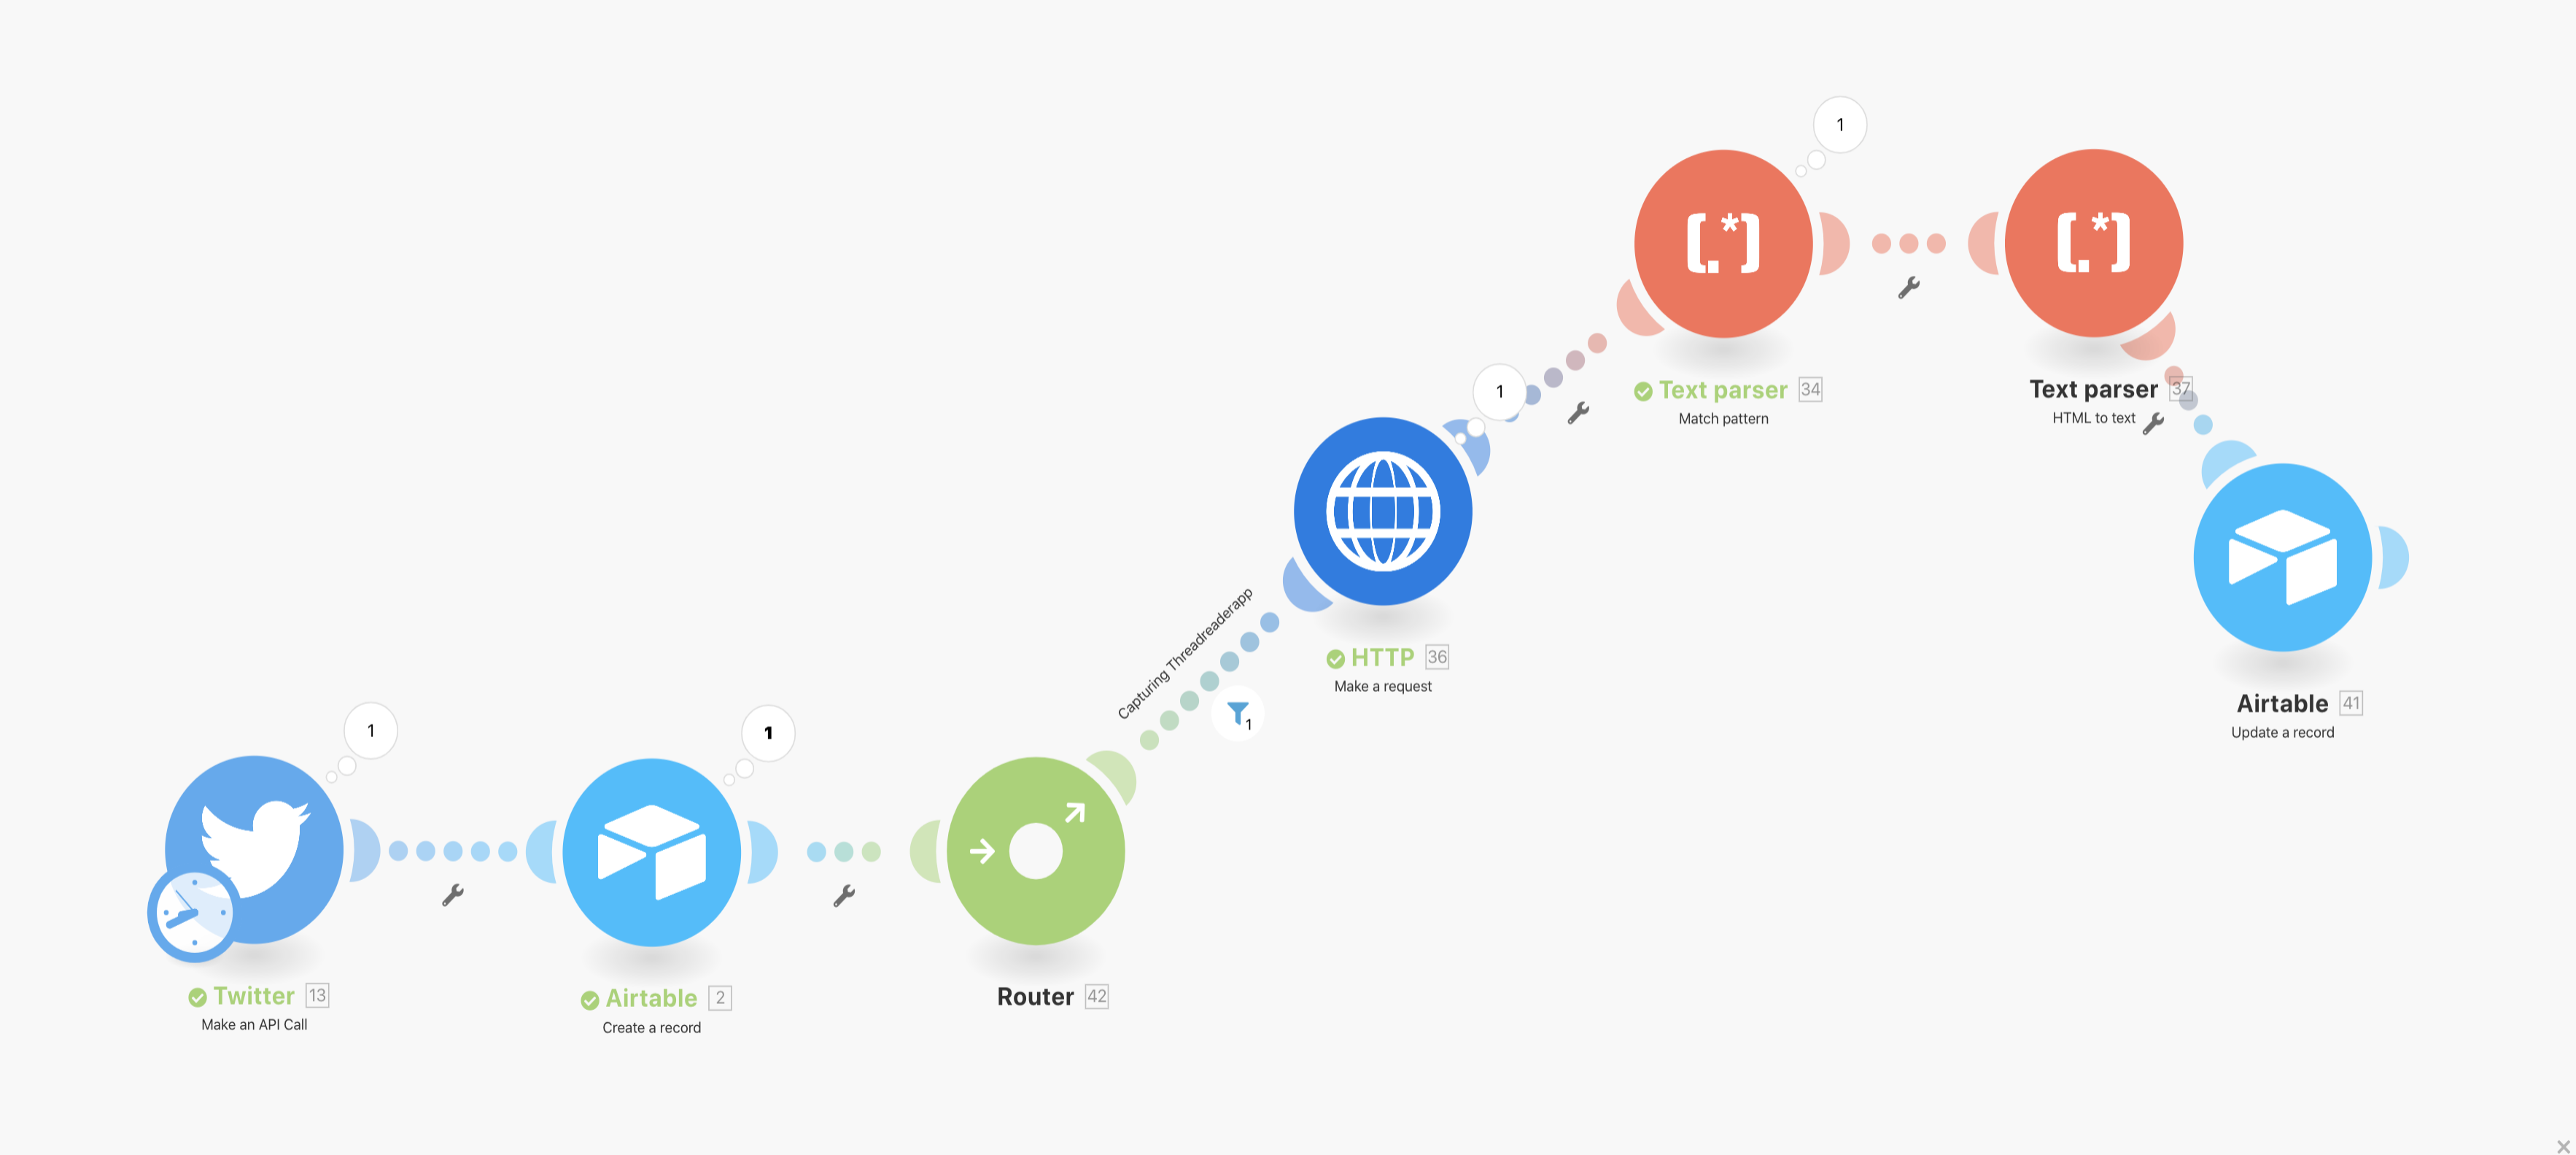 1
Twitter 13
Make an API Call
1
Airtable 2
Create a record
Router 42
Capturing Threadreaderapp
1
1
HTTP 36
Make a request
1
[.*]
Text parser 34
Match pattern
[.*]
Text parser 37
HTML to text
Airtable 41
Update a record